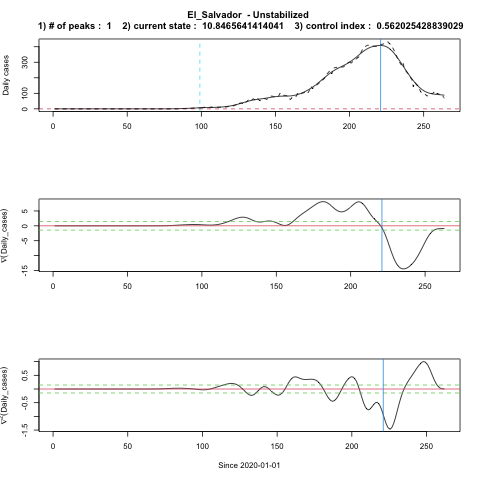 El_Salvador - Unstabilized
1) # of peaks : 1 2) current state : 10.8465641414041 3) control index : 0.562025428839029
Daily cases
300
100
0
0 50 100 150 200 250
∇(Daily_cases)
5
0
-5
-15
0 50 100 150 200 250
∇²(Daily_cases)
0.5
-0.5
-1.5
0 50 100 150 200 250
Since 2020-01-01